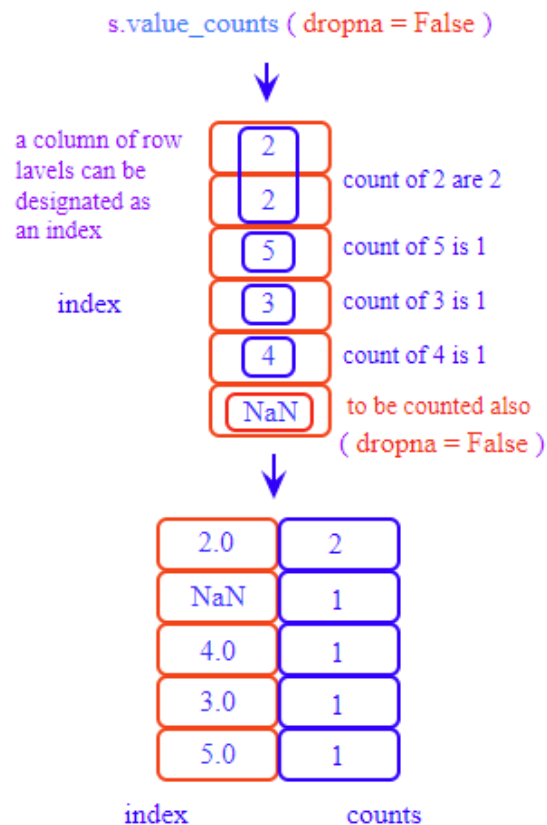 s.value_counts ( dropna = False )
a column of row
lavels can be
designated as
an index
index
2
2
count of 2 are 2
5
count of 5 is 1
3
count of 3 is 1
4
count of 4 is 1
NaN
to be counted also
( dropna = False )
2.0 2
NaN 1
4.0 1
3.0 1
5.0 1
index counts